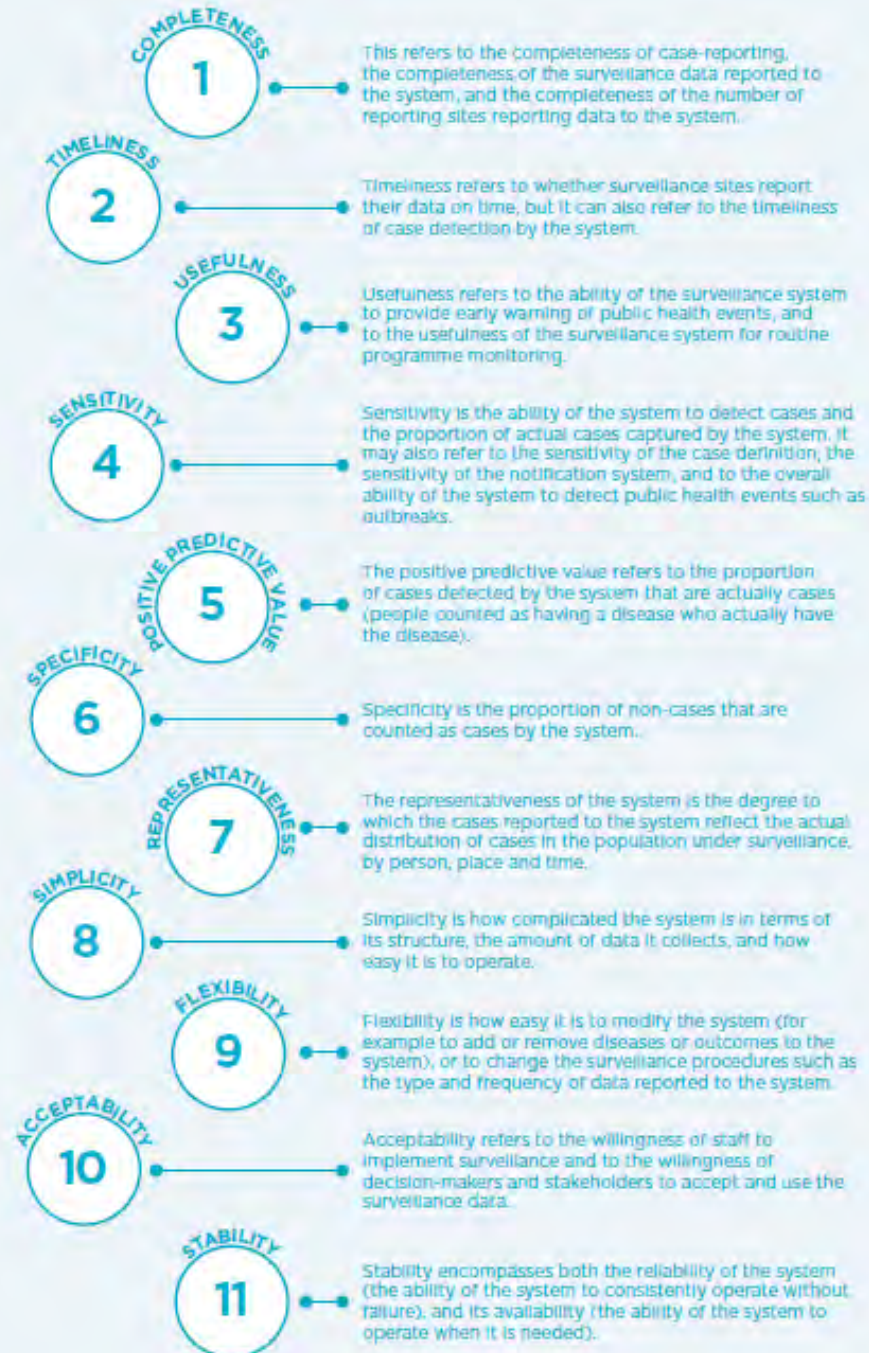 COMPLETENESS
1
This refers to the completeness of case-reporting,
the completeness of the surveillance data reported to
the system, and the completeness of the number of
reporting sites reporting data to the system.
TIMELINESS
2
Timeliness refers to whether surveillance sites report
their data on time, but it can also refer to the timeliness
of case detection by the system.
USEFULNESS
3
Usefulness refers to the ability of the surveillance system
to provide early warning of public health events, and
to the usefulness of the surveillance system for routine
programme monitoring.
SENSITIVITY
4
Sensitivity is the ability of the system to detect cases and
the proportion of actual cases captured by the system. It
may also refer to the sensitivity of the case definition, the
sensitivity of the notification system, and to the overall
ability of the system to detect public health events such as
outbreaks.
POSITIVE PREDICTIVE VALUE
5
The positive predictive value refers to the proportion
of cases detected by the system that are actually cases
(people counted as having a disease who actually have
the disease).
SPECIFICITY
6
Specificity is the proportion of non-cases that are
counted as cases by the system..
REPRESENTATIVENESS
7
The representativeness of the system is the degree to
which the cases reported to the system reflect the actual
distribution of cases in the population under surveillance,
by person, place and time.
SIMPLICITY
8
Simplicity is how complicated the system is in terms of
its structure, the amount of data it collects, and how
easy it is to operate.
FLEXIBILITY
9
Flexibility is how easy it is to modify the system (for
example to add or remove diseases or outcomes to the
system), or to change the surveillance procedures such as
the type and frequency of data reported to the system.
ACCEPTABILITY
10
Acceptability refers to the willingness of staff to
implement surveillance and to the willingness of
decision-makers and stakeholders to accept and use the
surveillance data.
STABILITY
11
Stability encompasses both the reliability of the system
(the ability of the system to consistently operate without
failure), and its availability (the ability of the system to
operate when it is needed).